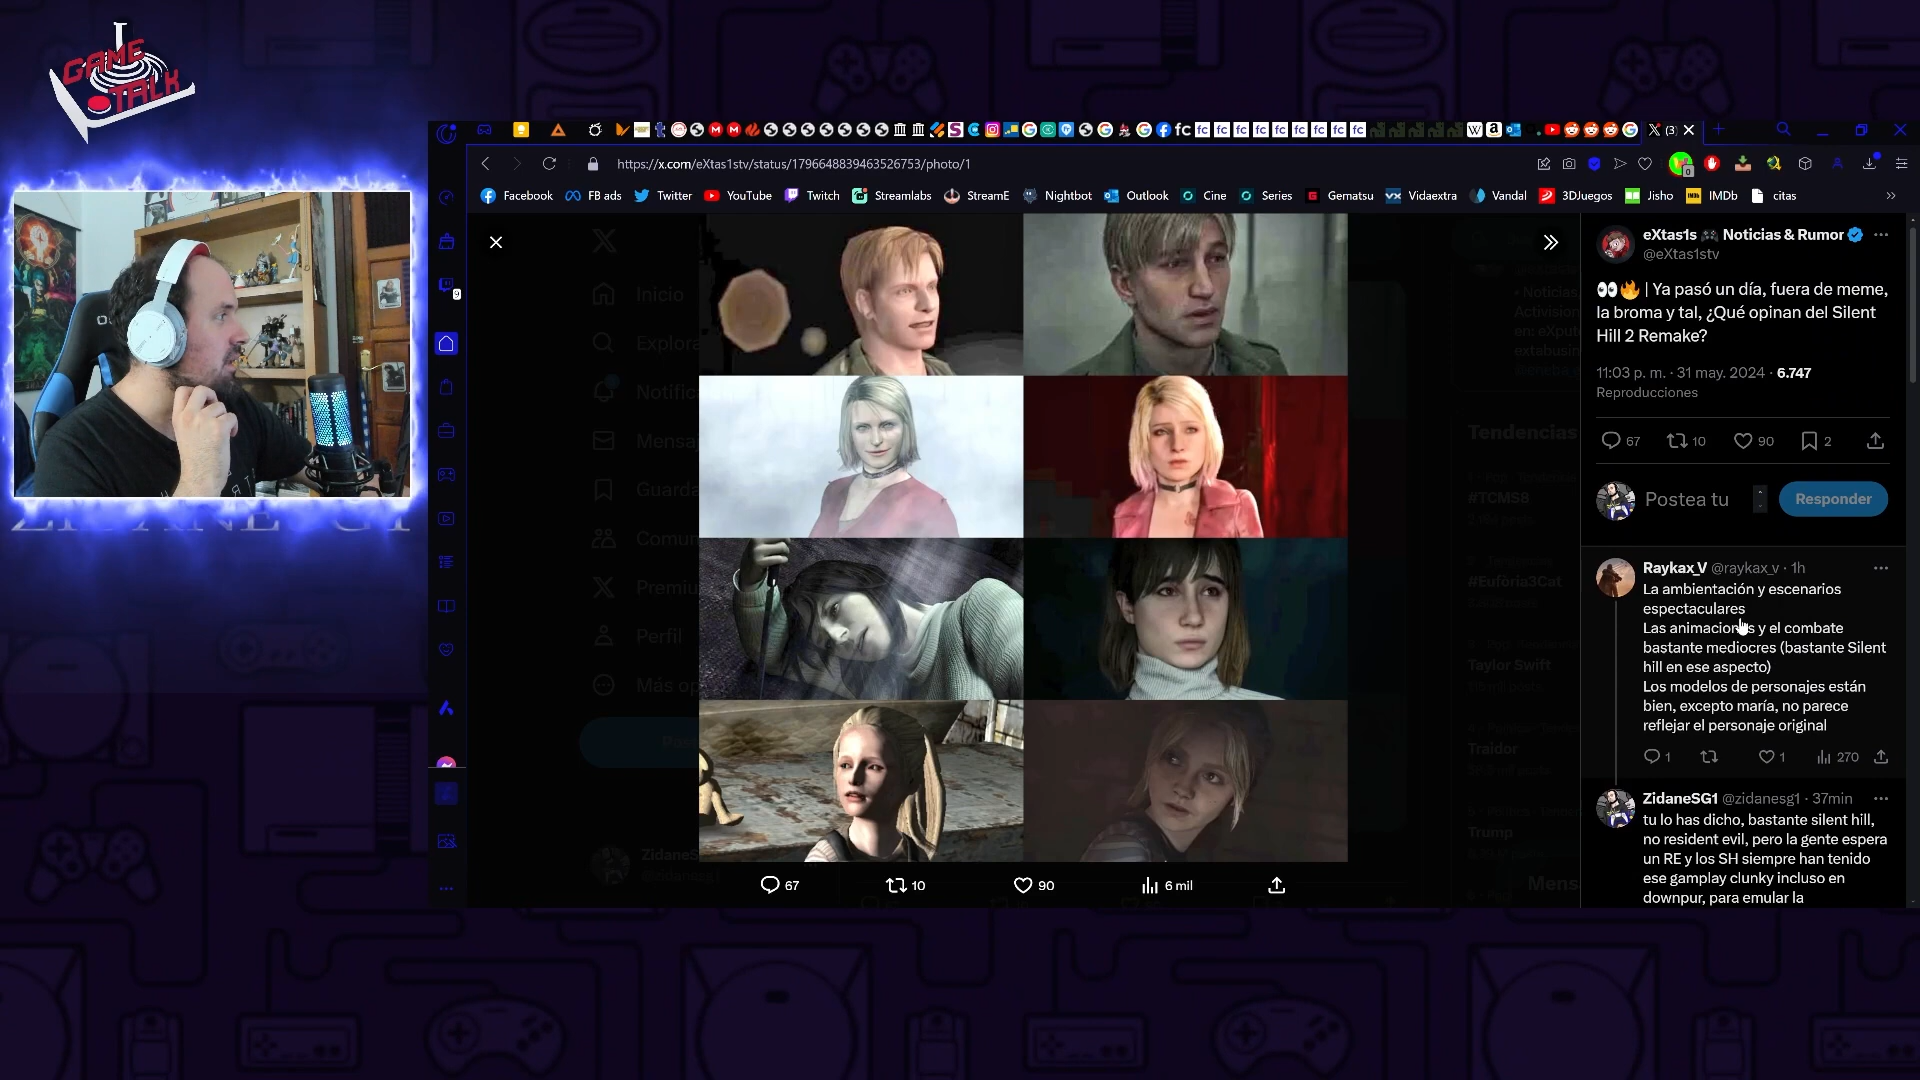 GAME
TALK
https://x.com/eXtas1stv/status/1796648839463526753/photo/1
(3)
Facebook
FB ads
Twitter
YouTube
Twitch
Streamlabs
StreamE
Nightbot
Outlook
Cine
Series
Gematsu
Vidaextra
Vandal
3DJuegos
Jisho
IMDb
citas
Inicio
Explora
Notific
Mensa
Guarda
Comun
Premiu
Perfil
Más op
ZidaneS
Tendencias
#TCMS8
#Eufòria3Cat
Taylor Swift
Traidor
Trump
Mens
67
10
90
6 mil
eXtas1s 🎮 Noticias & Rumor
@eXtas1stv
👀🔥 | Ya pasó un día, fuera de meme,
la broma y tal, ¿Qué opinan del Silent
Hill 2 Remake?
11:03 p. m. · 31 may. 2024 · 6.747
Reproducciones
67
10
90
2
Postea tu
Responder
Raykax_V @raykax_v · 1h
La ambientación y escenarios
espectaculares
Las animaciones y el combate
bastante mediocres (bastante Silent
hill en ese aspecto)
Los modelos de personajes están
bien, excepto maría, no parece
reflejar el personaje original
1
1
270
ZidaneSG1 @zidanesg1 · 37min
tu lo has dicho, bastante silent hill,
no resident evil, pero la gente espera
un RE y los SH siempre han tenido
ese gamplay clunky incluso en
downpur, para emular la